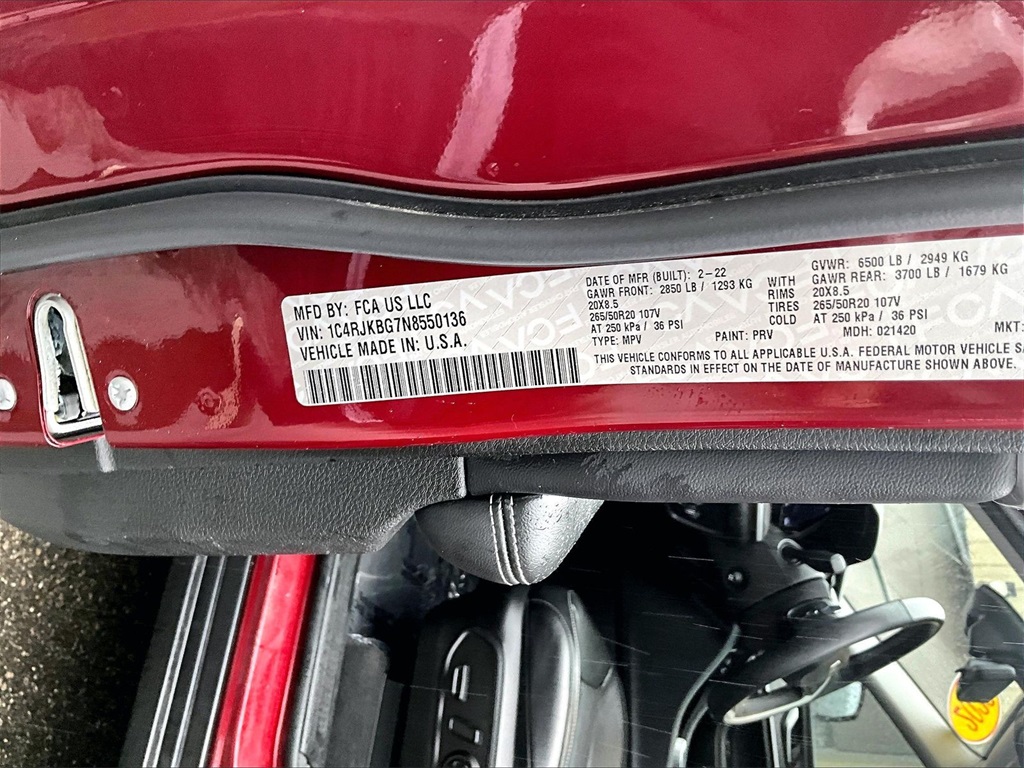 MFD BY: FCA US LLC
VIN: 1C4RJKBG7N8550136
VEHICLE MADE IN: U.S.A.
DATE OF MFR (BUILT): 2-22
GVWR: 6500 LB / 2949 KG
GAWR FRONT: 2850 LB / 1293 KG WITH GAWR REAR: 3700 LB / 1679 KG
20X8.5 RIMS 20X8.5
265/50R20 107V TIRES 265/50R20 107V
AT 250 kPa / 36 PSI COLD AT 250 kPa / 36 PSI
TYPE: MPV PAINT: PRV MDH: 021420 MKT:
THIS VEHICLE CONFORMS TO ALL APPLICABLE U.S.A. FEDERAL MOTOR VEHICLE
STANDARDS IN EFFECT ON THE DATE OF MANUFACTURE SHOWN ABOVE.